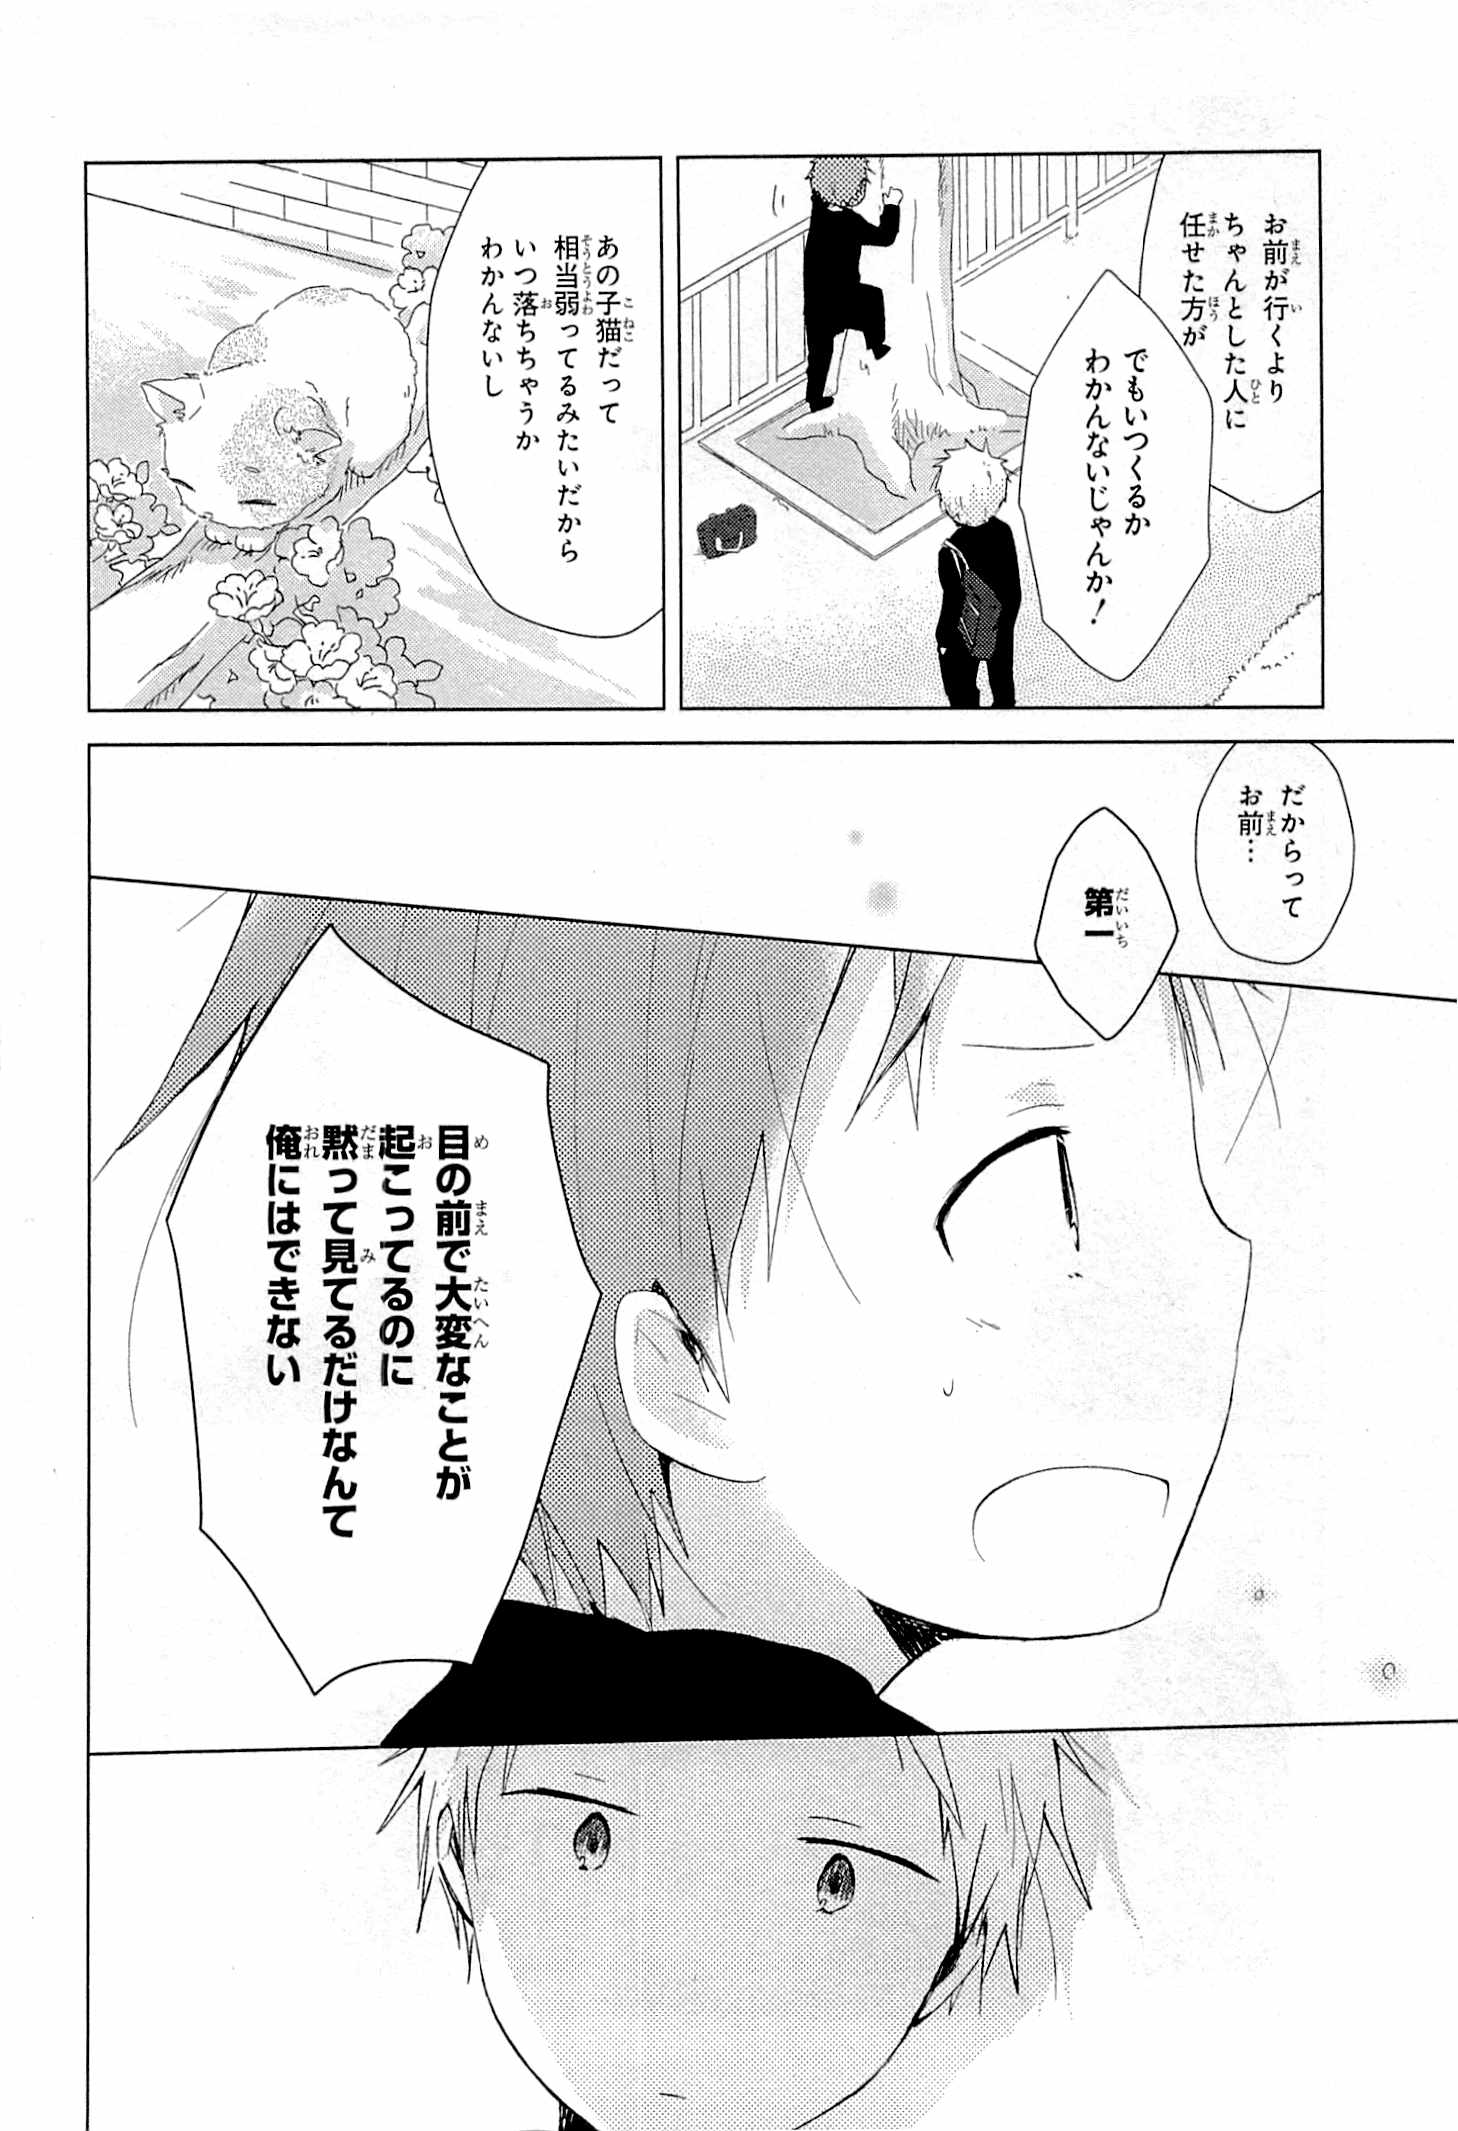 お前が行くより
ちゃんとした人に
任せた方が
でもいつくるか
わかんないじゃんか！
あの子猫だって
相当弱ってるみたいだから
いつ落ちちゃうか
わかんないし
だからって
お前…
第一
目の前で大変なことが
起こってるのに
黙って見てるだけなんて
俺にはできない